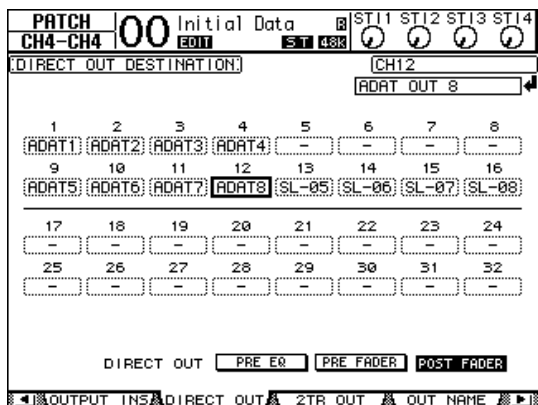 PATCH 00 Initial Data R ST11 ST12 ST13 ST14
CH4-CH4 EDIT ST 48K
DIRECT OUT DESTINATION CH12
ADAT OUT 8
1 2 3 4 5 6 7 8
ADAT1 ADAT2 ADAT3 ADAT4 - - - -
9 10 11 12 13 14 15 16
ADAT5 ADAT6 ADAT7 ADAT8 SL-05 SL-06 SL-07 SL-08
17 18 19 20 21 22 23 24
- - - - - - - -
25 26 27 28 29 30 31 32
- - - - - - - -
DIRECT OUT PRE EQ PRE FADER POST FADER
OUTPUT INS DIRECT OUT 2TR OUT OUT NAME